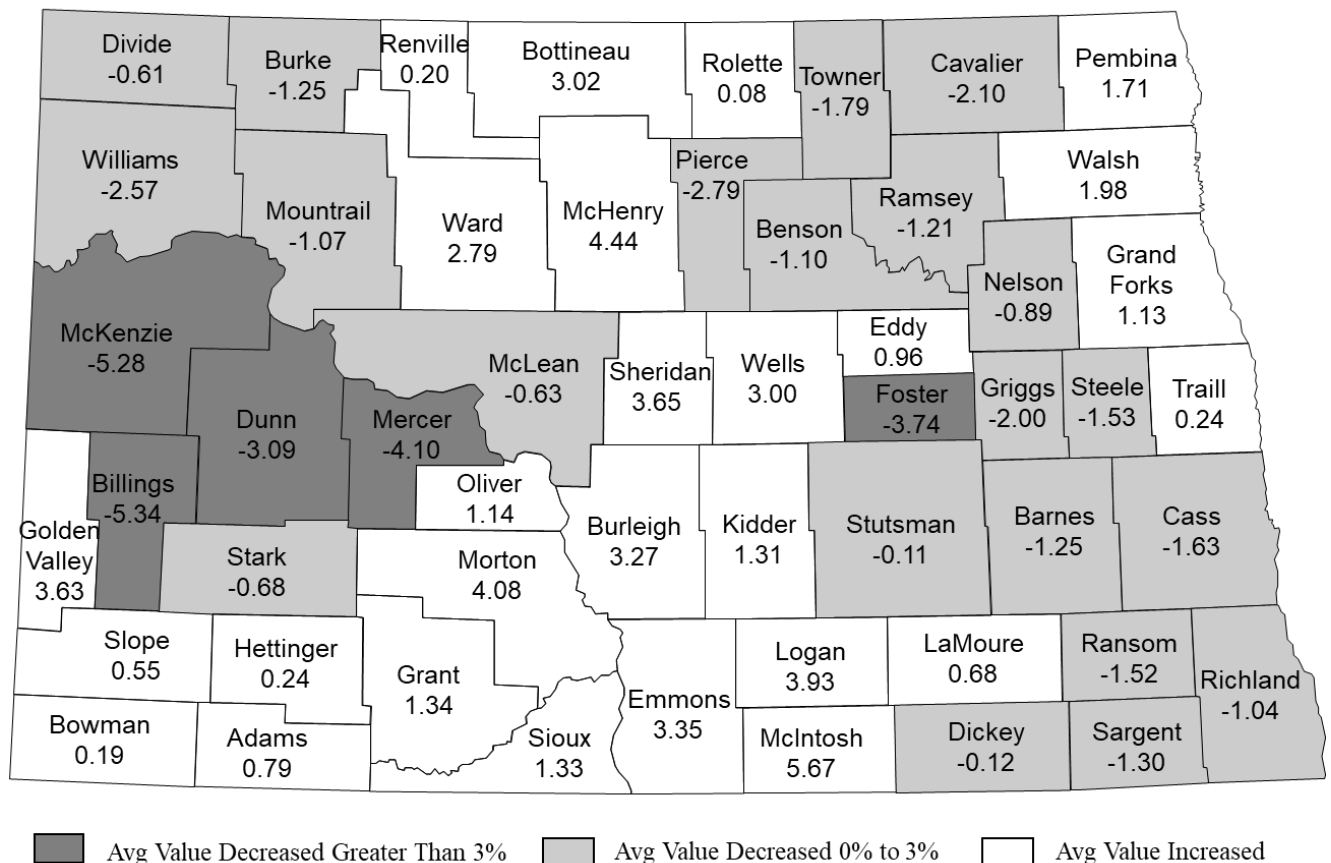 Divide
-0.61
Burke
-1.25
Renville
0.20
Bottineau
3.02
Rolette
0.08
Towner
-1.79
Cavalier
-2.10
Pembina
1.71
Williams
-2.57
Mountrail
-1.07
Ward
2.79
McHenry
4.44
Pierce
-2.79
Benson
-1.10
Ramsey
-1.21
Walsh
1.98
Nelson
-0.89
Grand
Forks
1.13
McKenzie
-5.28
Dunn
-3.09
Mercer
-4.10
McLean
-0.63
Sheridan
3.65
Wells
3.00
Eddy
0.96
Foster
-3.74
Griggs
-2.00
Steele
-1.53
Traill
0.24
Golden
Valley
3.63
Billings
-5.34
Stark
-0.68
Oliver
1.14
Morton
4.08
Burleigh
3.27
Kidder
1.31
Stutsman
-0.11
Barnes
-1.25
Cass
-1.63
Slope
0.55
Hettinger
0.24
Grant
1.34
Bowman
0.19
Adams
0.79
Sioux
1.33
Emmons
3.35
Logan
3.93
McIntosh
5.67
LaMoure
0.68
Dickey
-0.12
Ransom
-1.52
Sargent
-1.30
Richland
-1.04
Avg Value Decreased Greater Than 3%
Avg Value Decreased 0% to 3%
Avg Value Increased